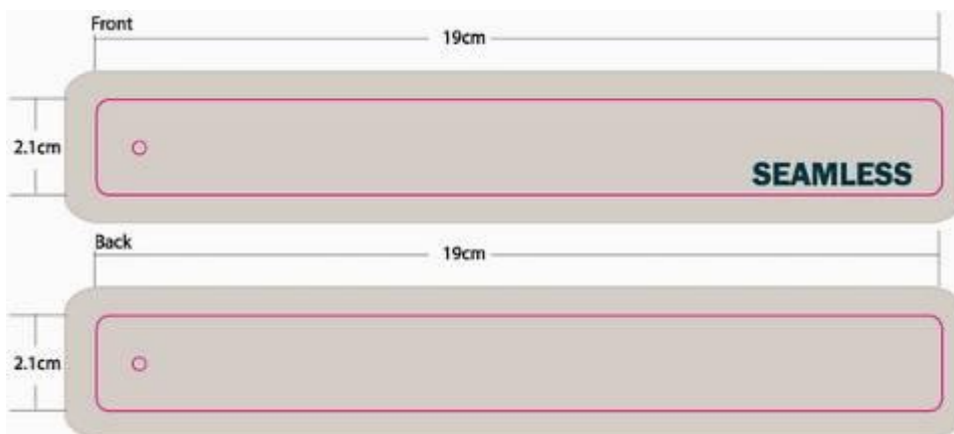 Front
19cm
2.1cm
SEAMLESS
Back
19cm
2.1cm